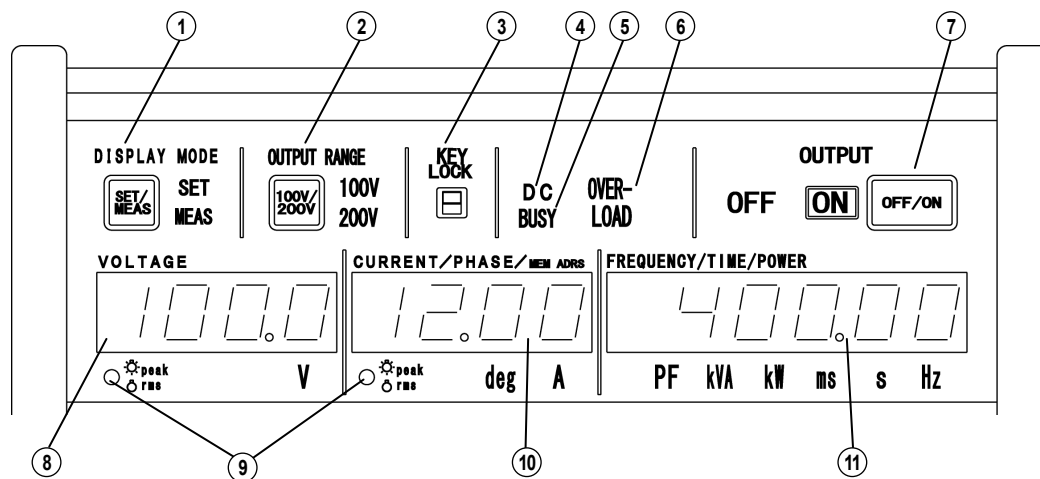 1 2 3 4 5 6 7
DISPLAY MODE
SET/
MEAS
SET
MEAS
OUTPUT RANGE
100V/
200V
100V
200V
KEY
LOCK
DC
BUSY
OVER-
LOAD
OUTPUT
OFF ON OFF/ON
VOLTAGE
100.0
peak
rms
V
CURRENT/PHASE/MEM ADRS
12.00
peak
rms
deg A
FREQUENCY/TIME/POWER
400.00
PF kVA kW ms s Hz
8 9 10 11